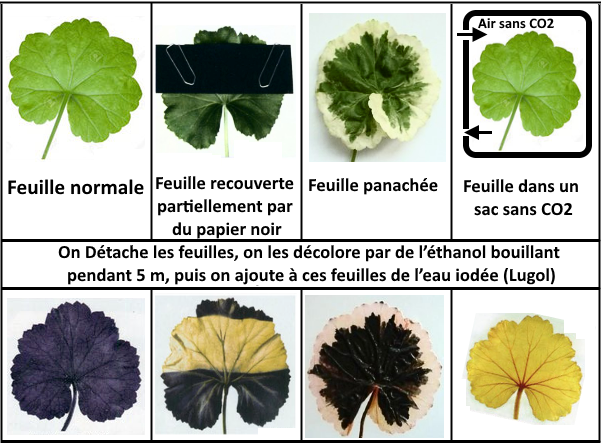 Air sans CO2
Feuille normale
Feuille recouverte
partiellement par
du papier noir
Feuille panachée
Feuille dans un
sac sans CO2
On Détache les feuilles, on les décolore par de l’éthanol bouillant
pendant 5 m, puis on ajoute à ces feuilles de l’eau iodée (Lugol)